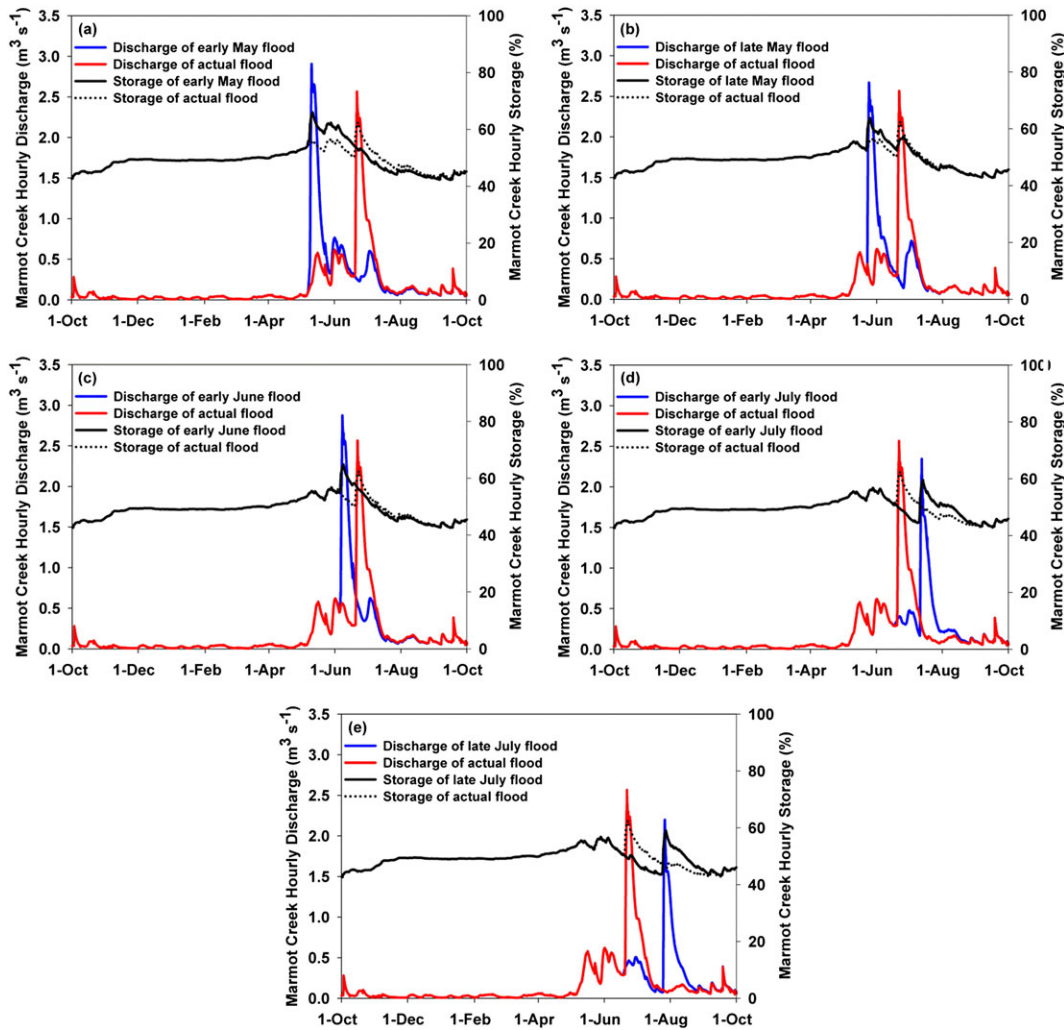 (a)
Discharge of early May flood
Discharge of actual flood
Storage of early May flood
Storage of actual flood
Marmot Creek Hourly Discharge (m³ s⁻¹)
3.5
3.0
2.5
2.0
1.5
1.0
0.5
0.0
Marmot Creek Hourly Storage (%)
100
80
60
40
20
0
1-Oct 1-Dec 1-Feb 1-Apr 1-Jun 1-Aug 1-Oct
(b)
Discharge of late May flood
Discharge of actual flood
Storage of late May flood
Storage of actual flood
Marmot Creek Hourly Discharge (m³ s⁻¹)
3.5
3.0
2.5
2.0
1.5
1.0
0.5
0.0
Marmot Creek Hourly Storage (%)
100
80
60
40
20
0
1-Oct 1-Dec 1-Feb 1-Apr 1-Jun 1-Aug 1-Oct
(c)
Discharge of early June flood
Discharge of actual flood
Storage of early June flood
Storage of actual flood
Marmot Creek Hourly Discharge (m³ s⁻¹)
3.5
3.0
2.5
2.0
1.5
1.0
0.5
0.0
Marmot Creek Hourly Storage (%)
100
80
60
40
20
0
1-Oct 1-Dec 1-Feb 1-Apr 1-Jun 1-Aug 1-Oct
(d)
Discharge of early July flood
Discharge of actual flood
Storage of early July flood
Storage of actual flood
Marmot Creek Hourly Discharge (m³ s⁻¹)
3.5
3.0
2.5
2.0
1.5
1.0
0.5
0.0
Marmot Creek Hourly Storage (%)
100
80
60
40
20
0
1-Oct 1-Dec 1-Feb 1-Apr 1-Jun 1-Aug 1-Oct
(e)
Discharge of late July flood
Discharge of actual flood
Storage of late July flood
Storage of actual flood
Marmot Creek Hourly Discharge (m³ s⁻¹)
3.5
3.0
2.5
2.0
1.5
1.0
0.5
0.0
Marmot Creek Hourly Storage (%)
100
80
60
40
20
0
1-Oct 1-Dec 1-Feb 1-Apr 1-Jun 1-Aug 1-Oct